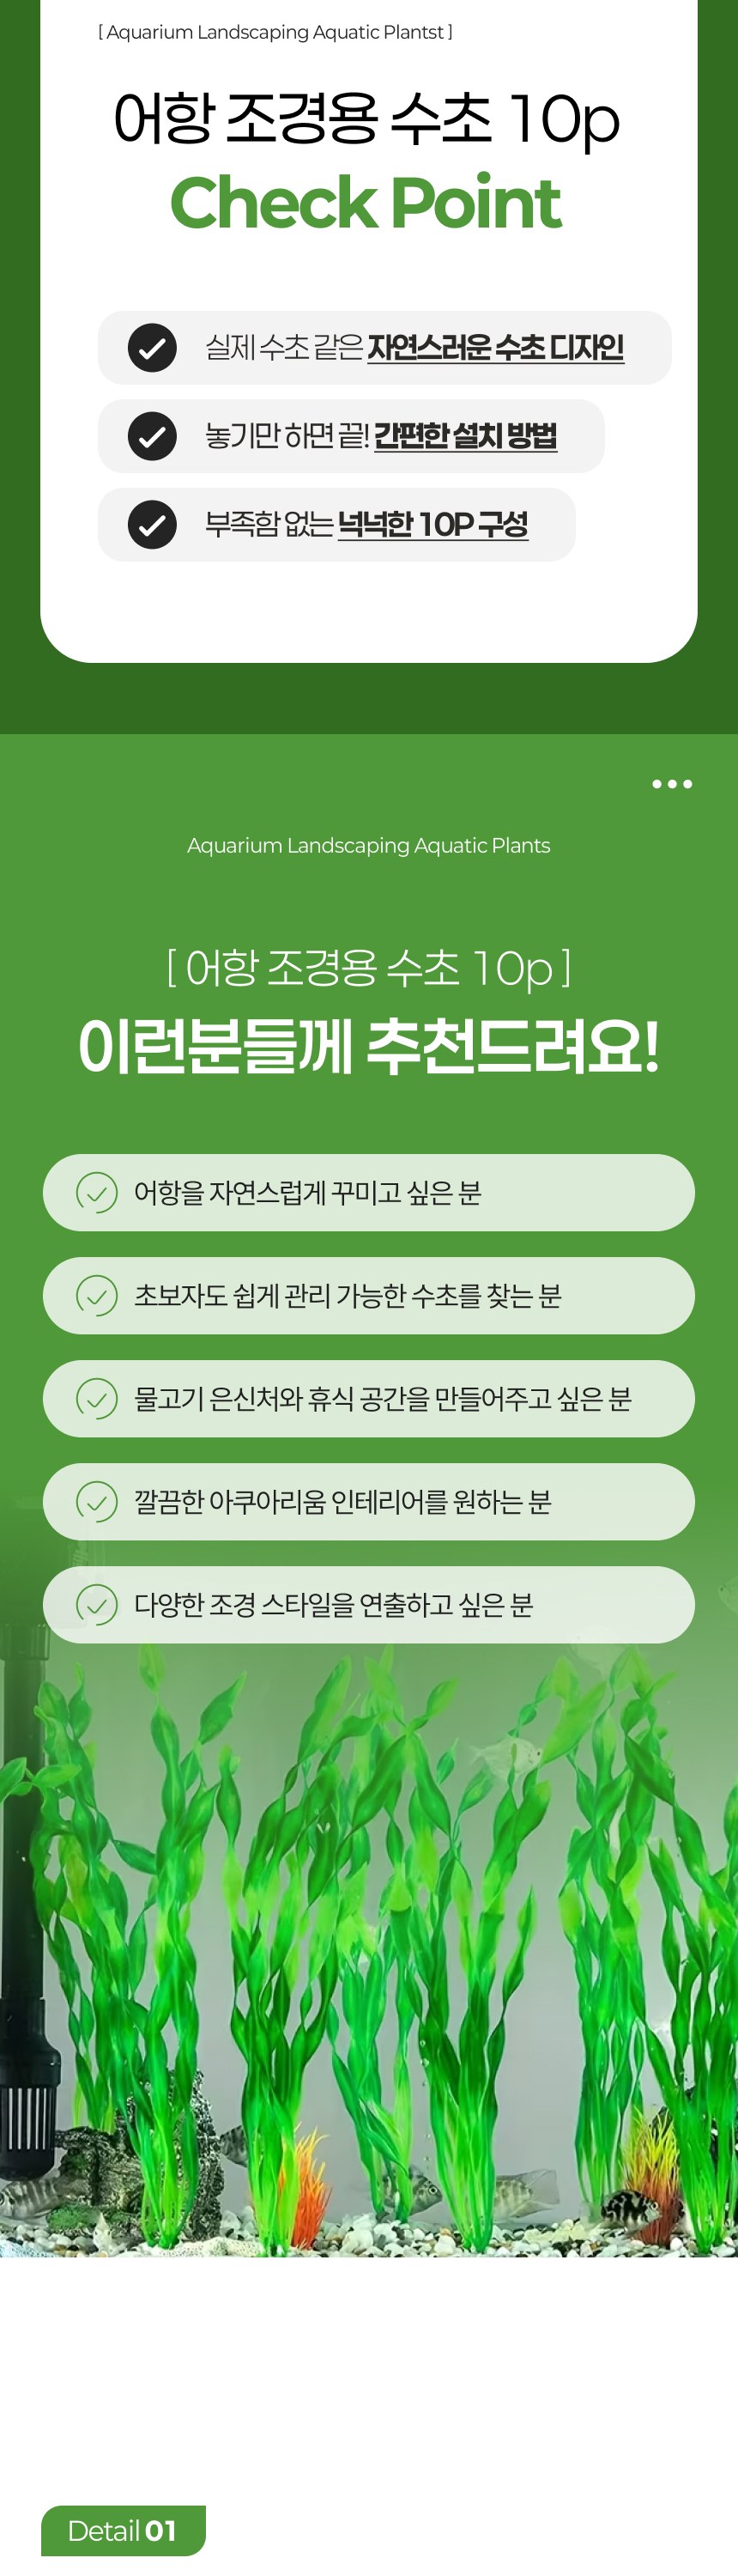 [ Aquarium Landscaping Aquatic Plantst ]
어항 조경용 수초 10p
Check Point
실제 수초 같은 자연스러운 수초 디자인
놓기만 하면 끝! 간편한 설치 방법
부족함 없는 넉넉한 10P 구성
Aquarium Landscaping Aquatic Plants
[ 어항 조경용 수초 10p ]
이런분들께 추천드려요!
어항을 자연스럽게 꾸미고 싶은 분
초보자도 쉽게 관리 가능한 수초를 찾는 분
물고기 은신처와 휴식 공간을 만들어주고 싶은 분
깔끔한 아쿠아리움 인테리어를 원하는 분
다양한 조경 스타일을 연출하고 싶은 분
Detail 01